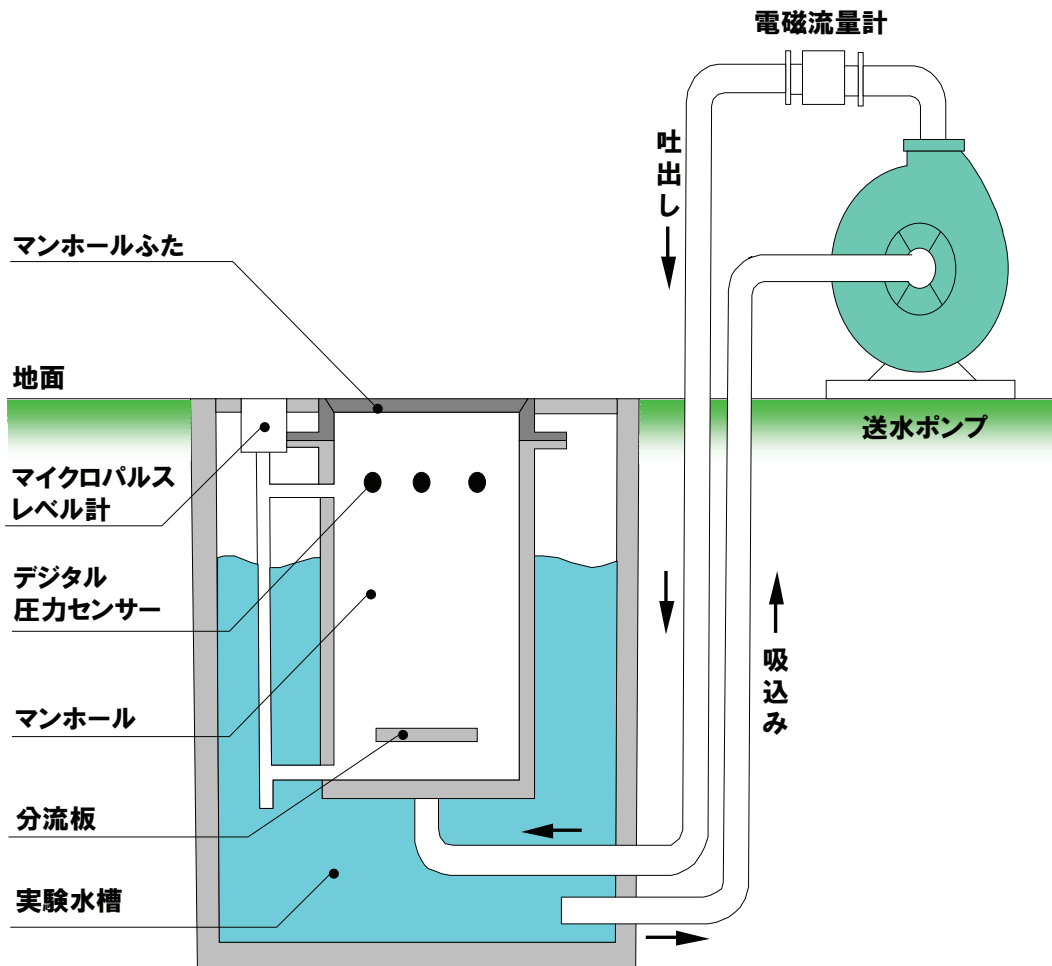 電磁流量計
吐出し
マンホールふた
地面
送水ポンプ
マイクロパルス
レベル計
デジタル
圧力センサー
吸込み
マンホール
分流板
実験水槽